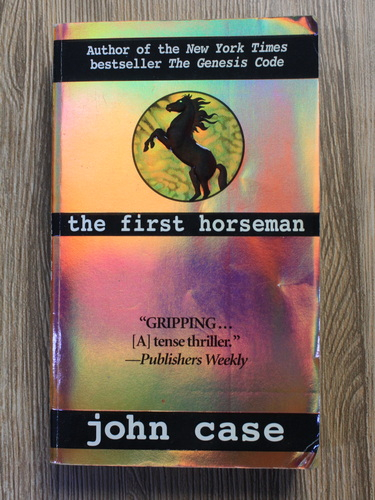 Author of the New York Times
bestseller The Genesis Code
the first horseman
“GRIPPING...
[A] tense thriller.”
—Publishers Weekly
john case